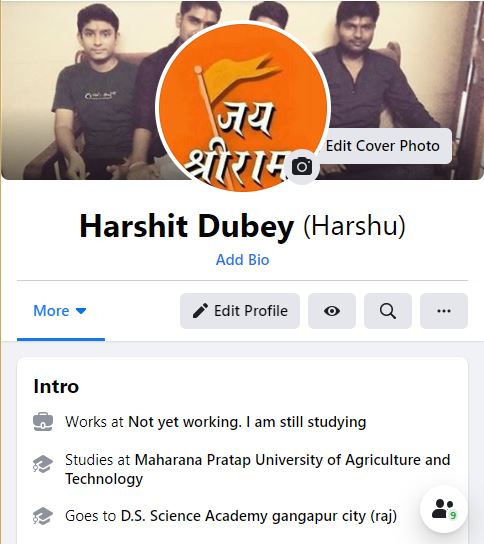 जय
श्रीराम
Edit Cover Photo
Harshit Dubey (Harshu)
Add Bio
More
Edit Profile
Intro
Works at Not yet working. I am still studying
Studies at Maharana Pratap University of Agriculture and
Technology
Goes to D.S. Science Academy gangapur city (raj)
9